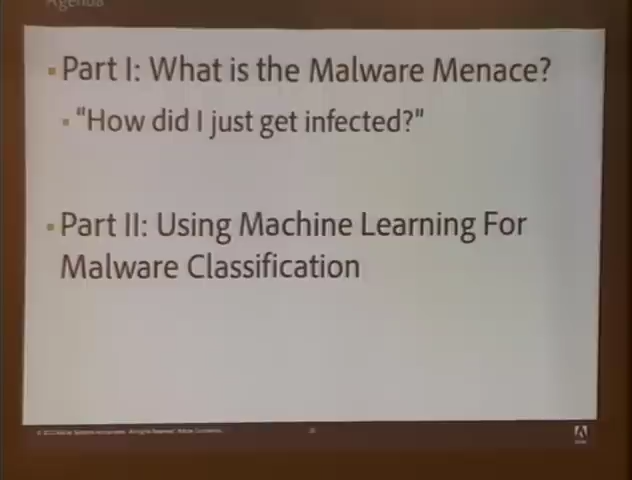 Agenda
▪ Part I: What is the Malware Menace?
▪ "How did I just get infected?"
▪ Part II: Using Machine Learning For
Malware Classification